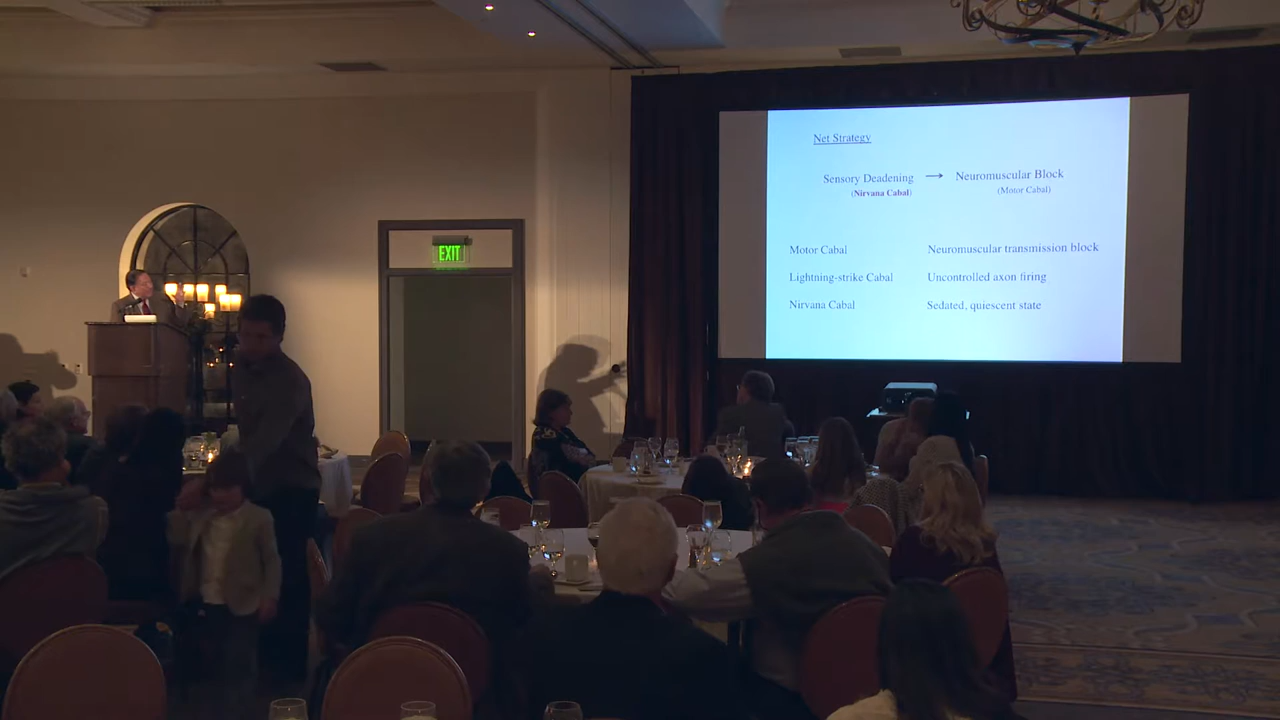 EXIT
Net Strategy
Sensory Deadening → Neuromuscular Block
(Nirvana Cabal) (Motor Cabal)
Motor Cabal Neuromuscular transmission block
Lightning-strike Cabal Uncontrolled axon firing
Nirvana Cabal Sedated, quiescent state